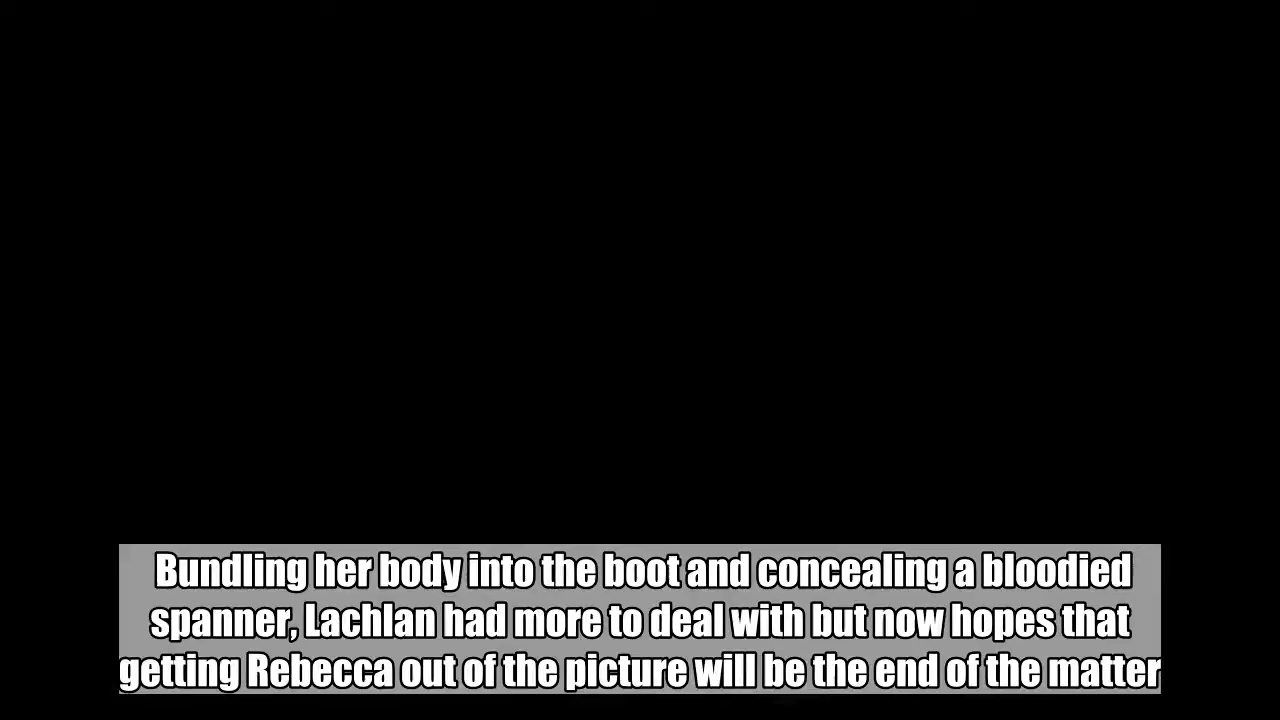 Bundling her body into the boot and concealing a bloodied
spanner, Lachlan had more to deal with but now hopes that
getting Rebecca out of the picture will be the end of the matter